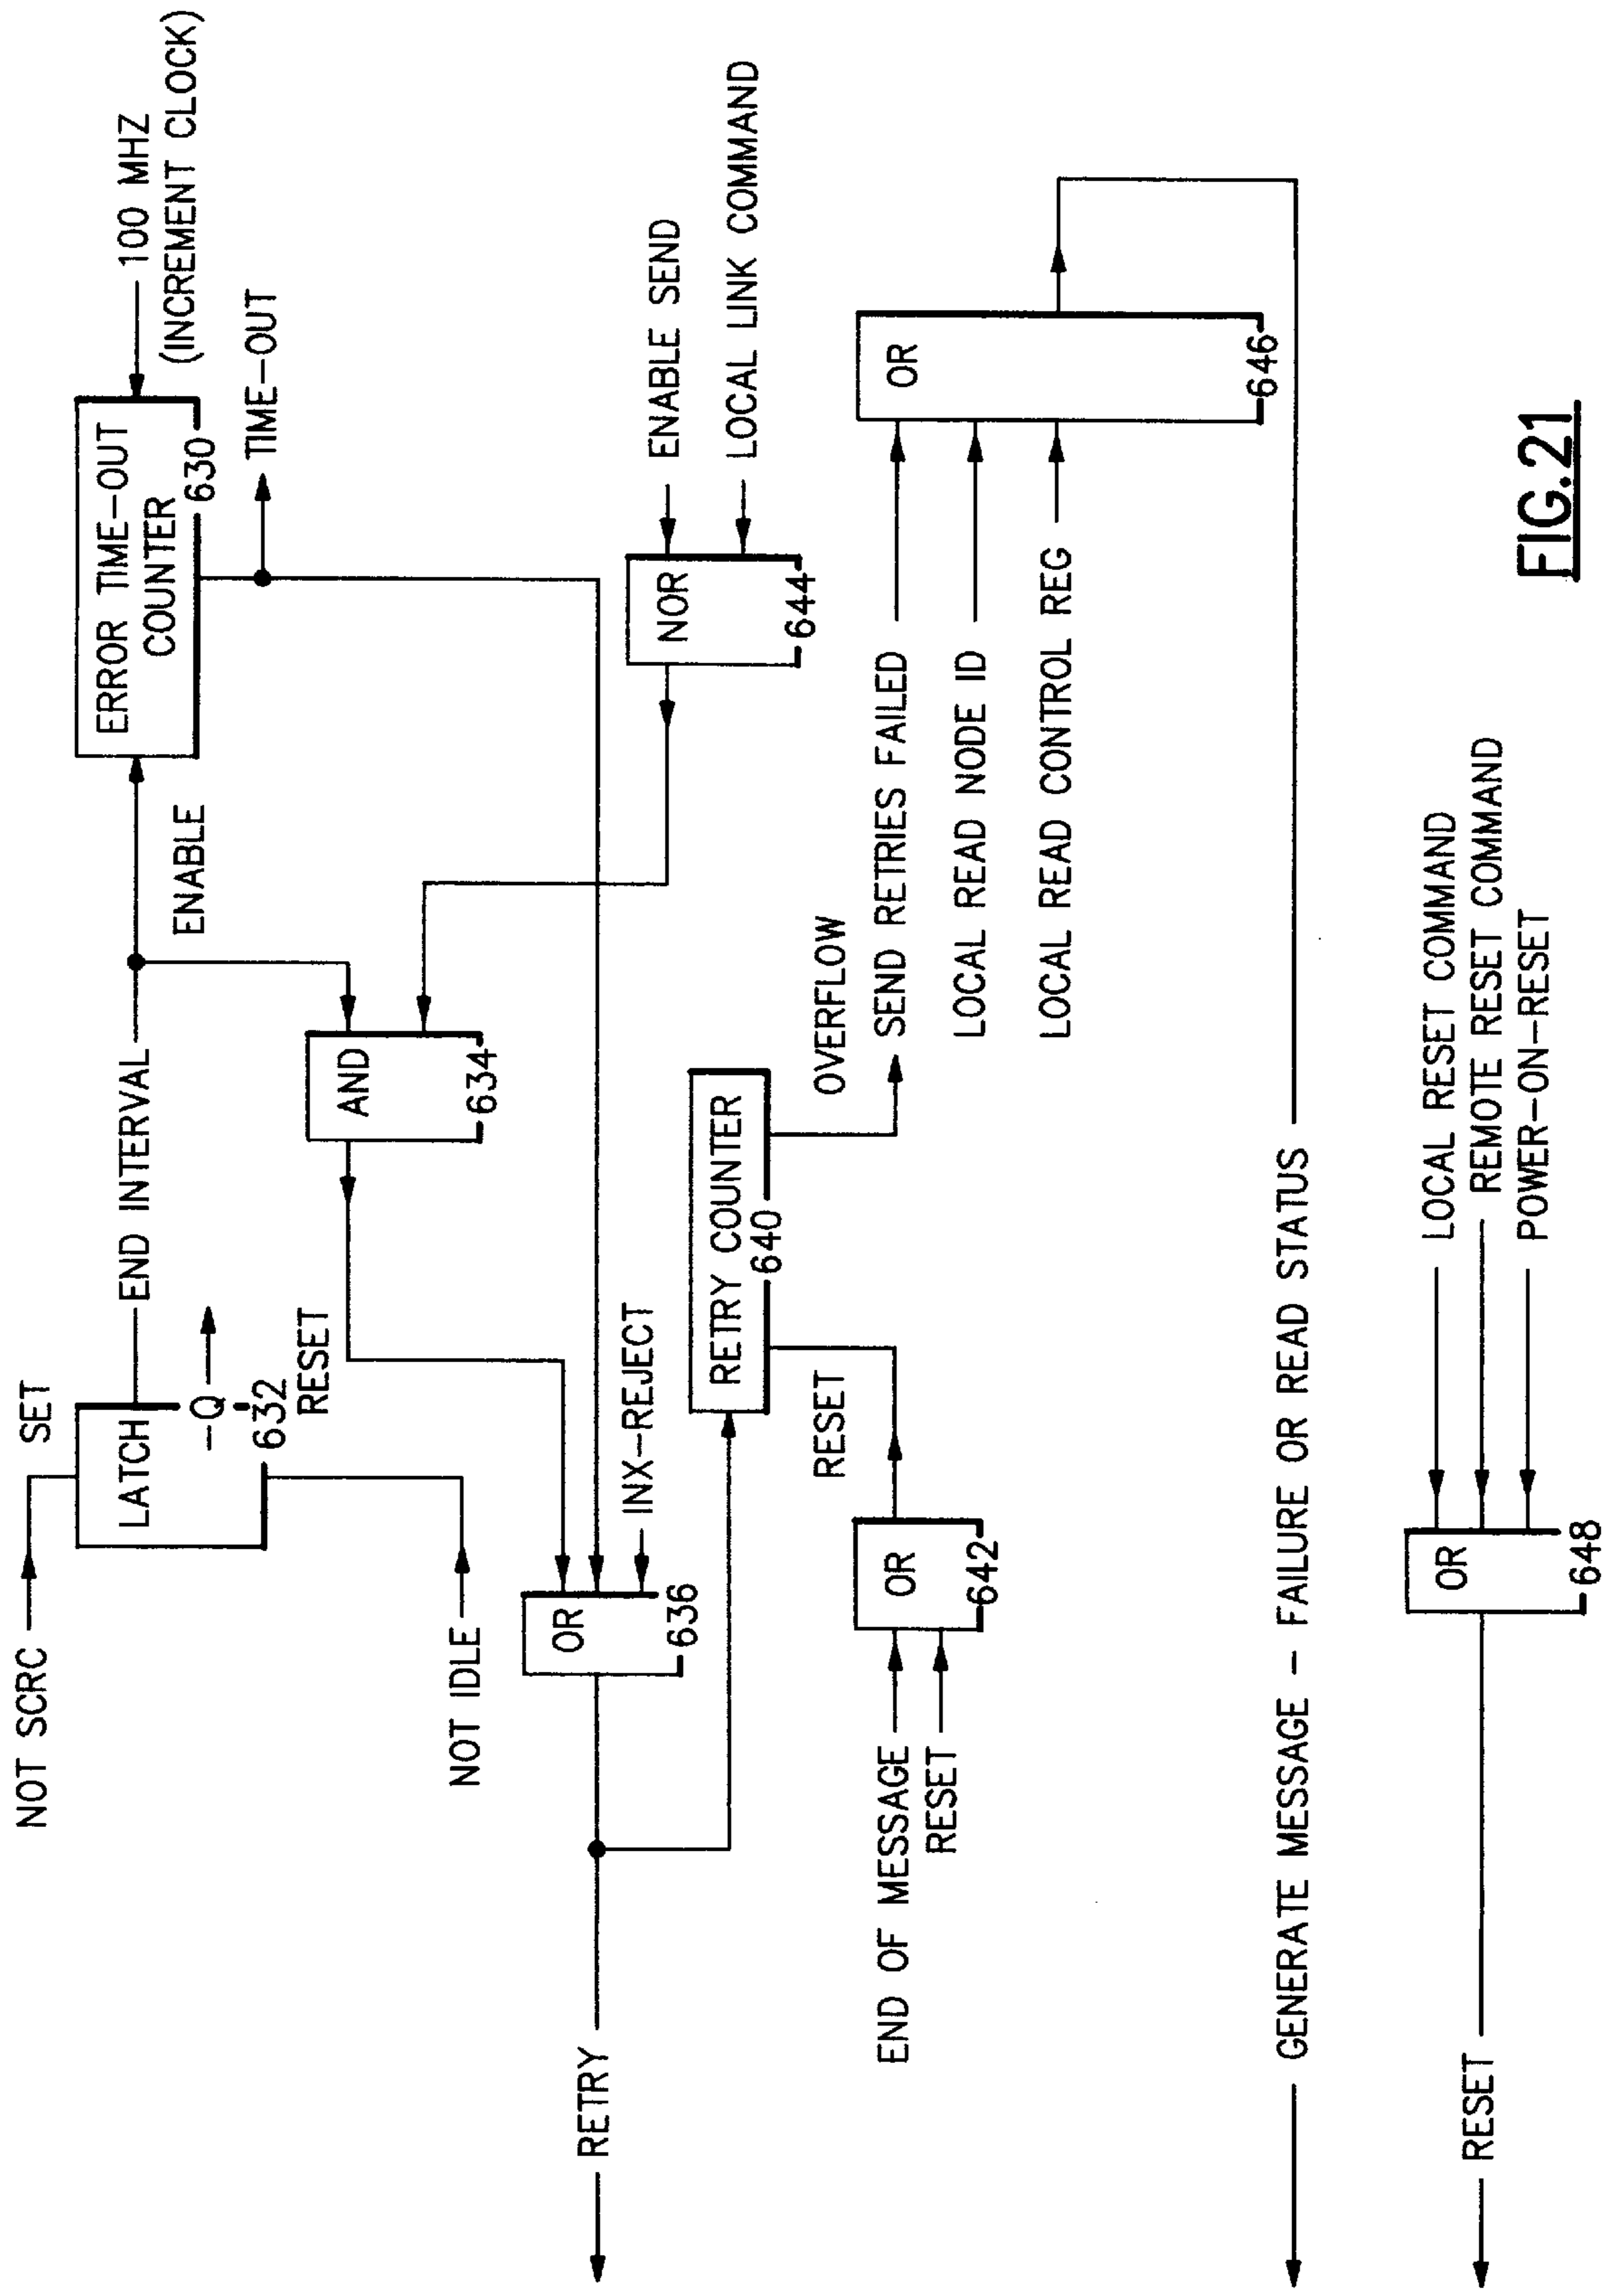 NOT SCRC
SET
LATCH
-Q
632
RESET
NOT IDLE
END INTERVAL
ENABLE
ERROR TIME-OUT
COUNTER
630
100 MHZ
(INCREMENT CLOCK)
TIME-OUT
AND
634
NOR
644
ENABLE SEND
LOCAL LINK COMMAND
OR
636
INX-REJECT
RETRY
RETRY COUNTER
640
OVERFLOW
RESET
OR
642
END OF MESSAGE
RESET
SEND RETRIES FAILED
LOCAL READ NODE ID
LOCAL READ CONTROL REG
OR
646
GENERATE MESSAGE - FAILURE OR READ STATUS
RESET
OR
648
LOCAL RESET COMMAND
REMOTE RESET COMMAND
POWER-ON-RESET
FIG.21